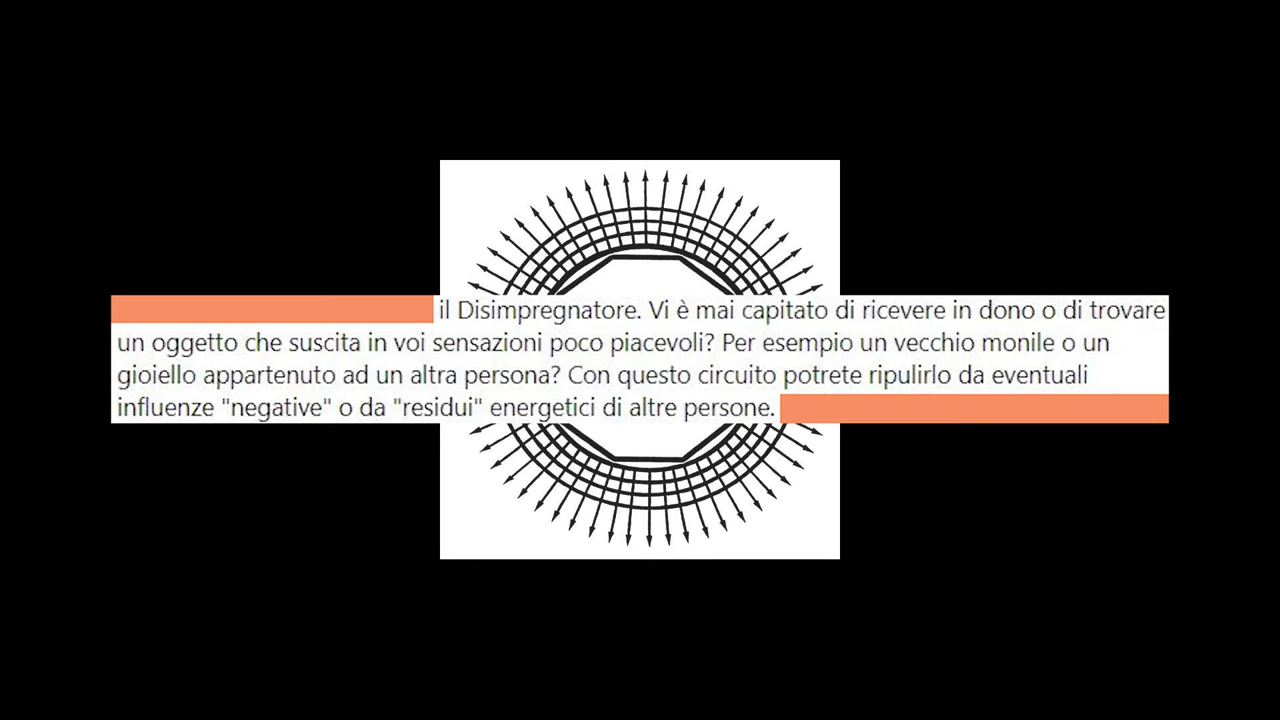 il Disimpregnatore. Vi è mai capitato di ricevere in dono o di trovare
un oggetto che suscita in voi sensazioni poco piacevoli? Per esempio un vecchio monile o un
gioiello appartenuto ad un altra persona? Con questo circuito potrete ripulirlo da eventuali
influenze "negative" o da "residui" energetici di altre persone.